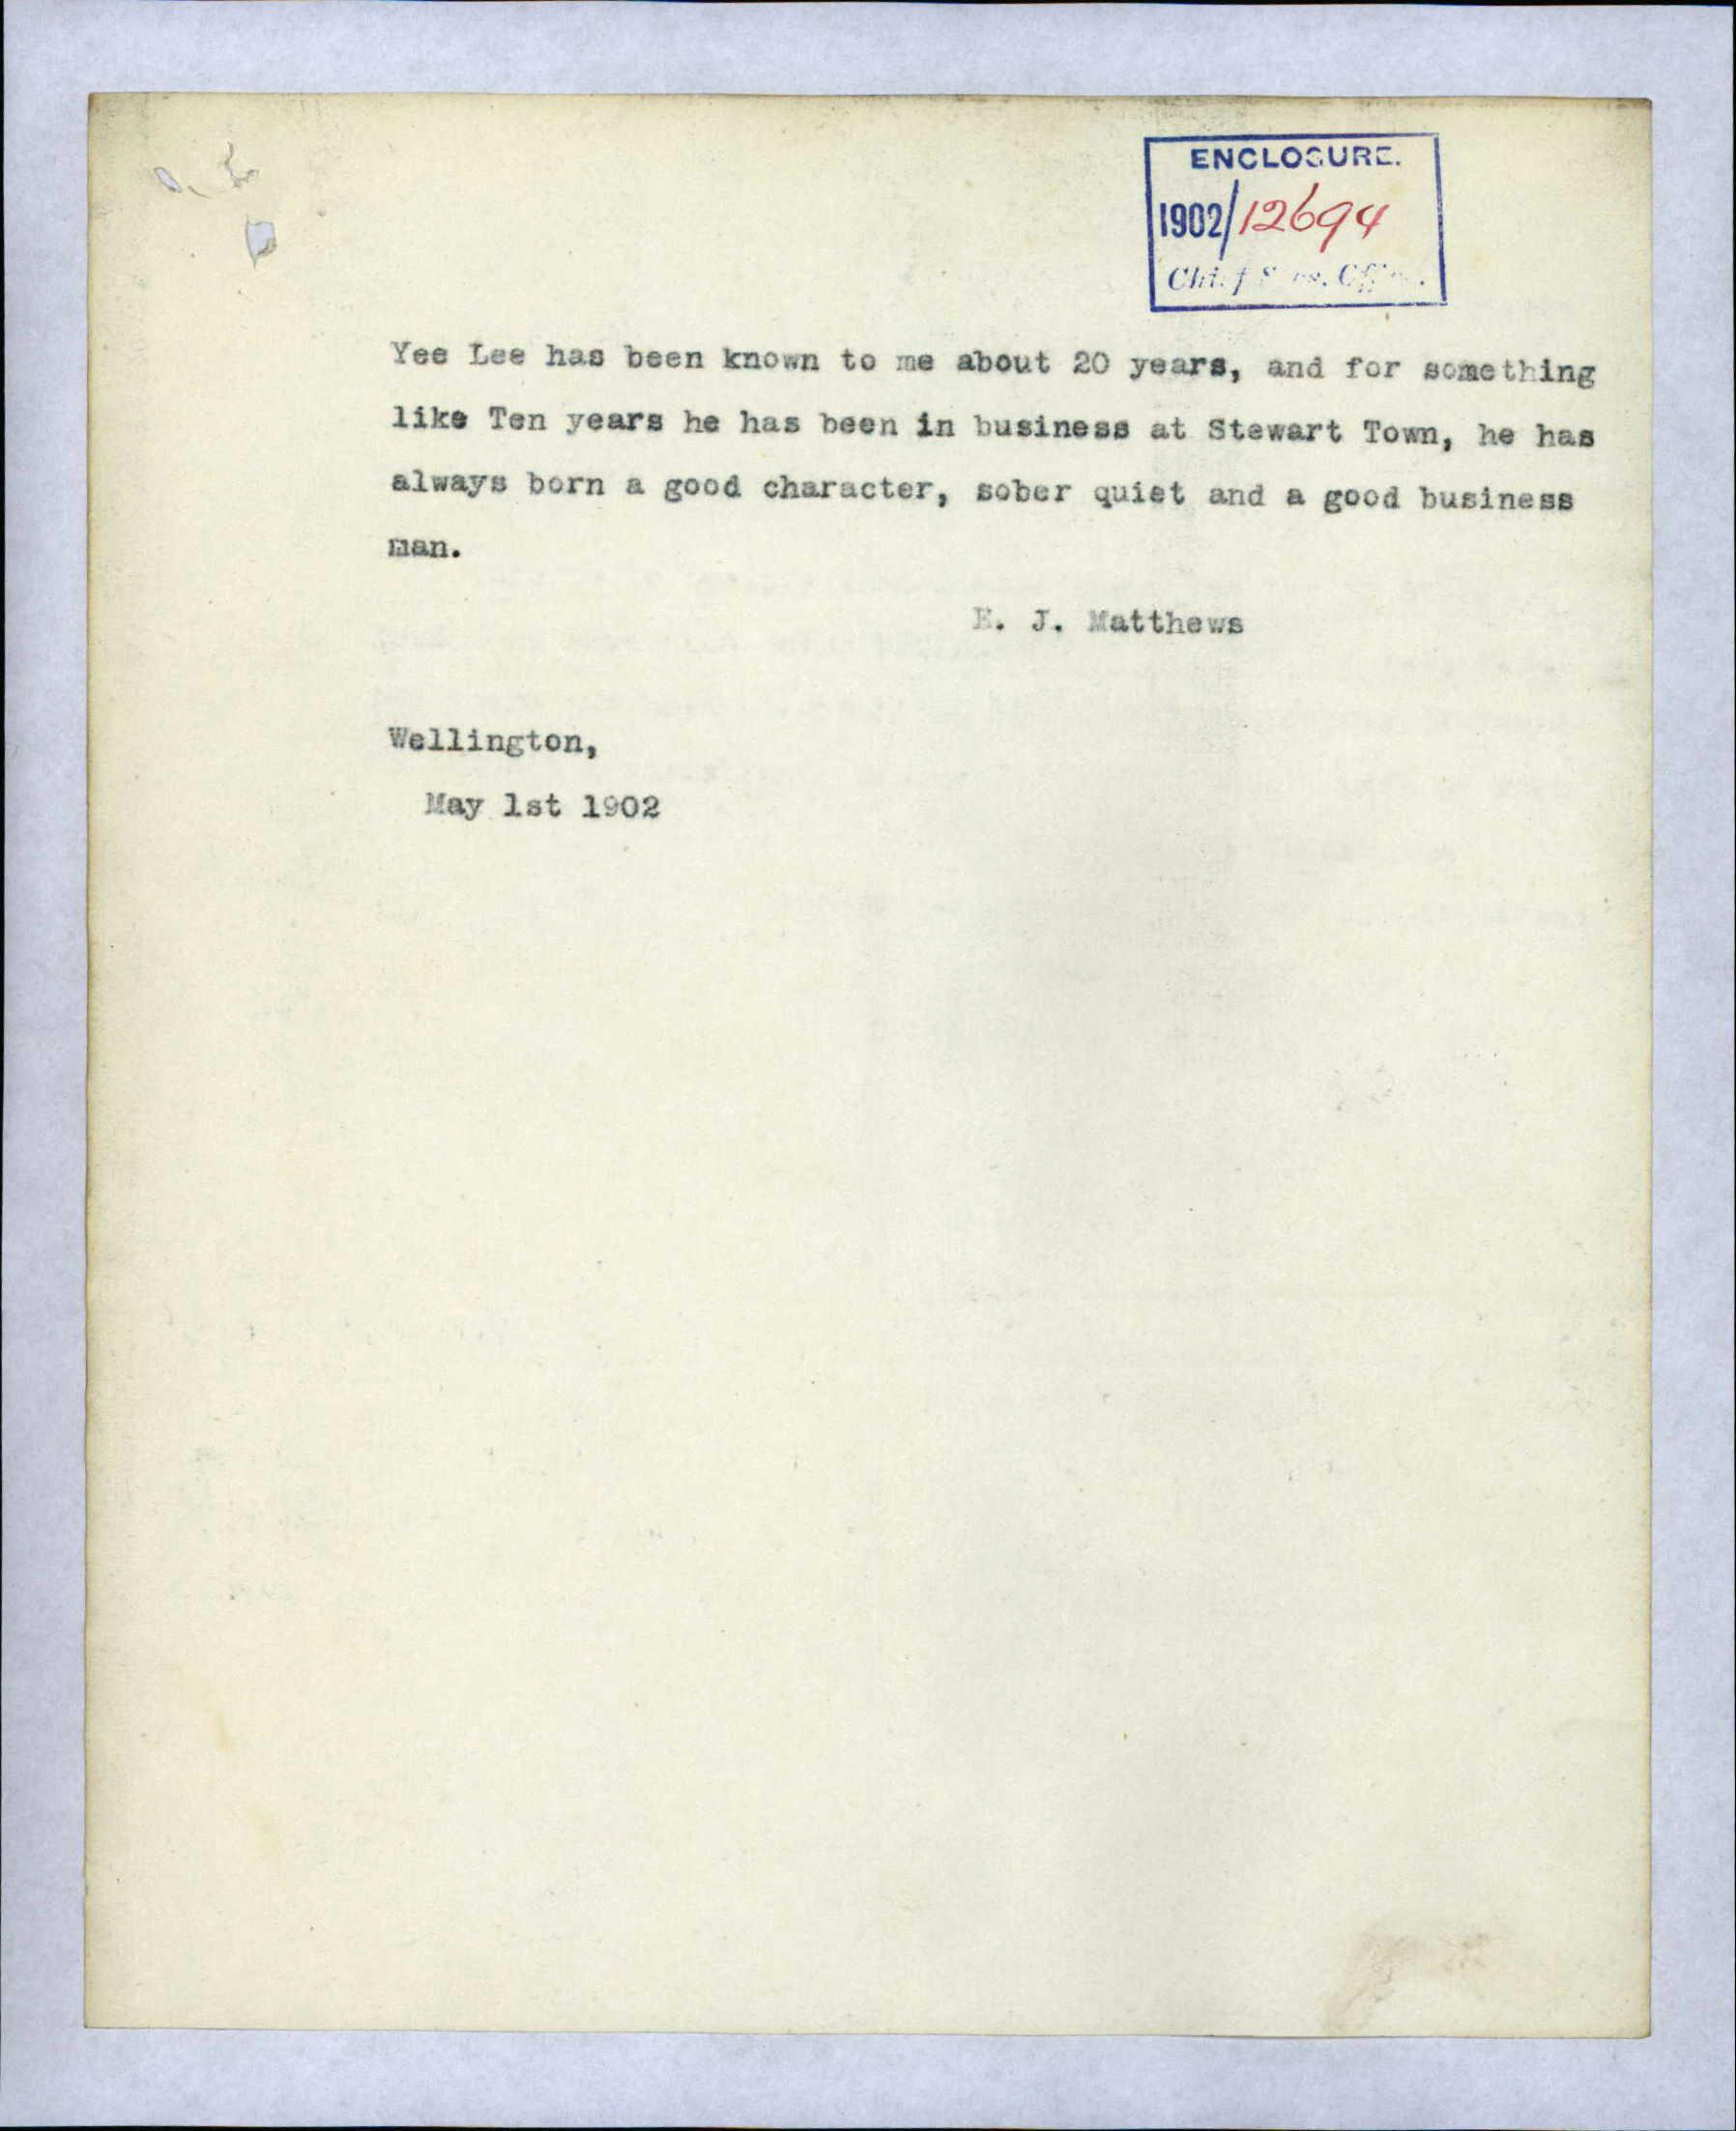 ENCLOSURE.
1902/12694
Yee Lee has been known to me about 20 years, and for something
like Ten years he has been in business at Stewart Town, he has
always born a good character, sober quiet and a good business
man.
E. J. Matthews
Wellington,
May 1st 1902